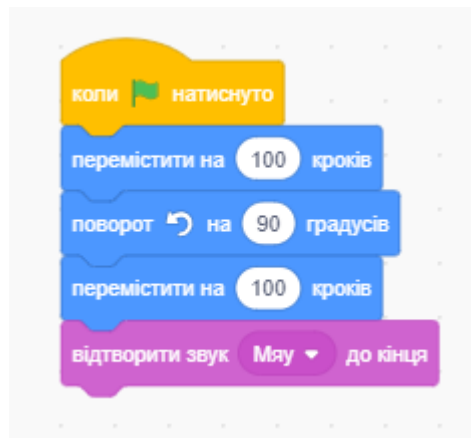 коли натиснуто
перемістити на 100 кроків
поворот на 90 градусів
перемістити на 100 кроків
відтворити звук Мяу до кінця